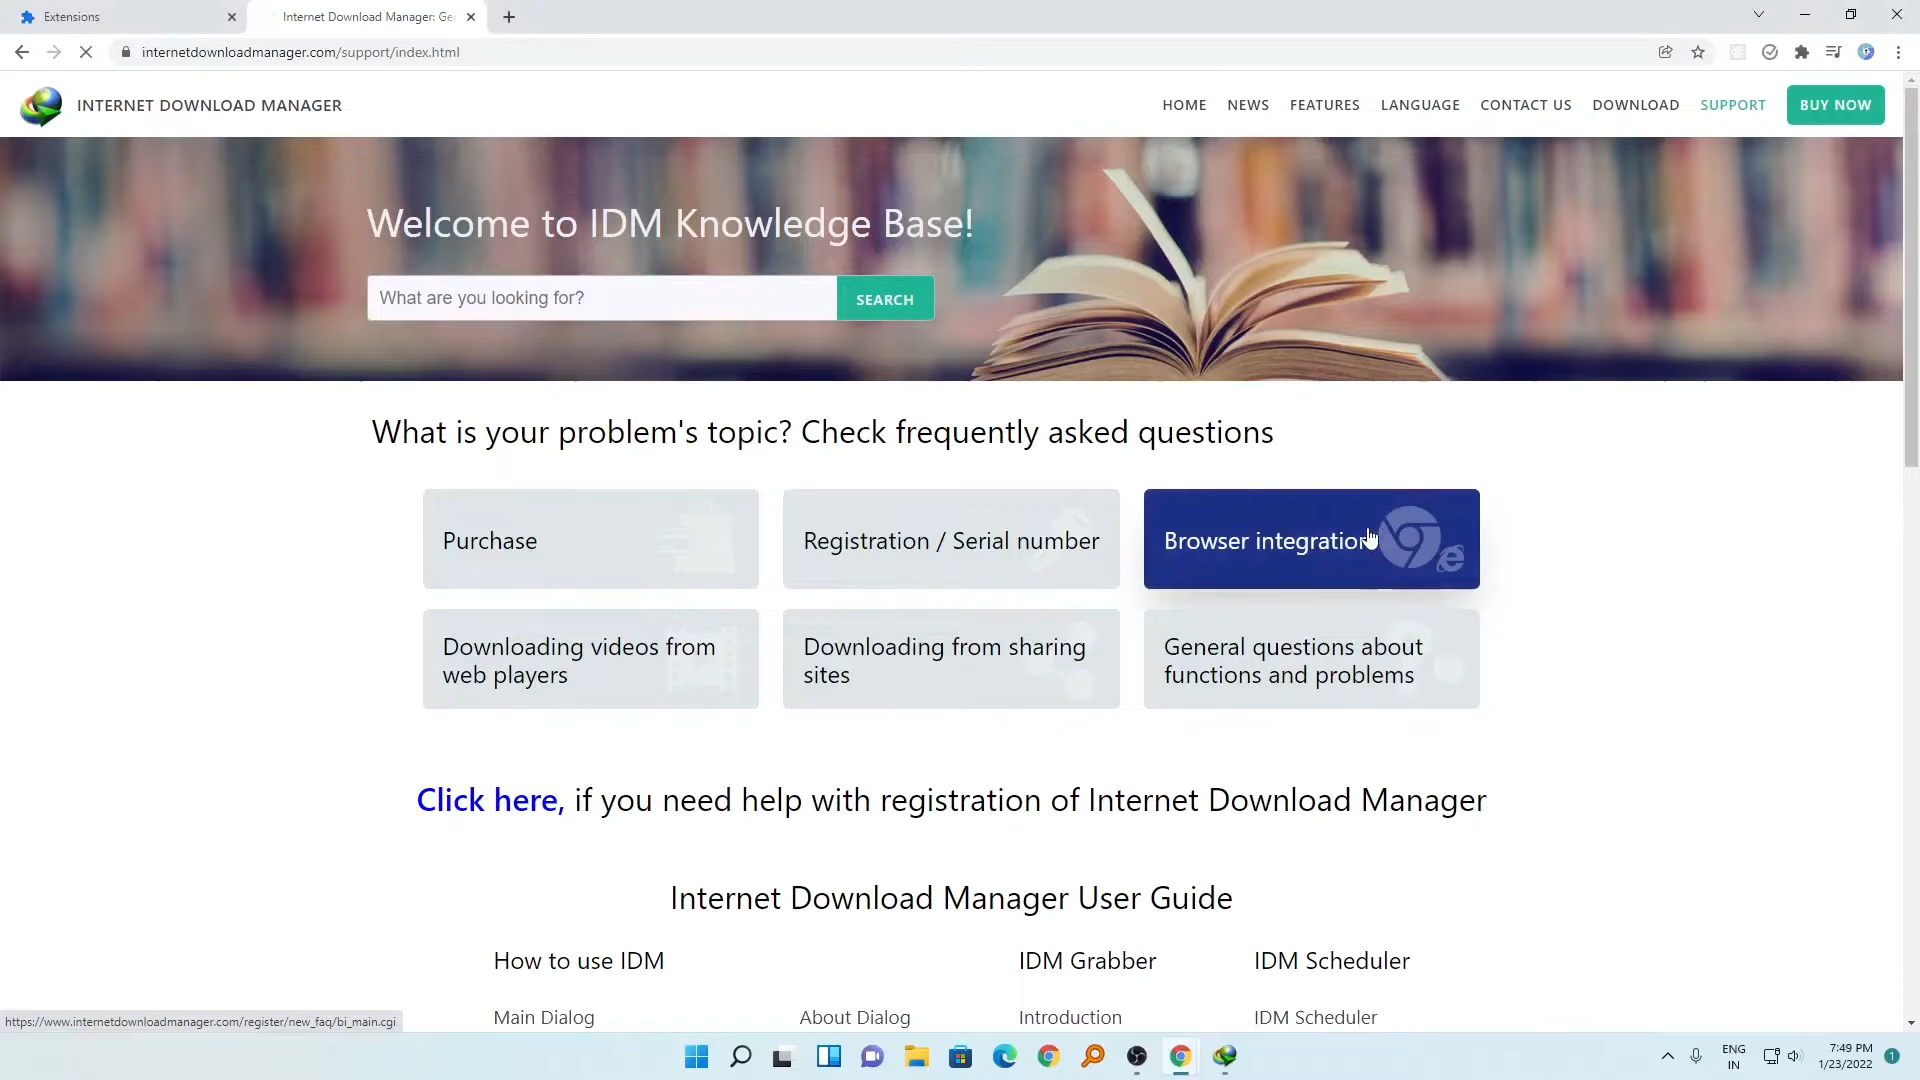 Extensions
Internet Download Manager: Ge
internetdownloadmanager.com/support/index.html
INTERNET DOWNLOAD MANAGER
HOME NEWS FEATURES LANGUAGE CONTACT US DOWNLOAD SUPPORT BUY NOW
Welcome to IDM Knowledge Base!
What are you looking for? SEARCH
What is your problem's topic? Check frequently asked questions
Purchase
Registration / Serial number
Browser integration
Downloading videos from
web players
Downloading from sharing
sites
General questions about
functions and problems
Click here, if you need help with registration of Internet Download Manager
Internet Download Manager User Guide
How to use IDM
IDM Grabber
IDM Scheduler
Main Dialog
About Dialog
Introduction
IDM Scheduler
https://www.internetdownloadmanager.com/register/new_faq/bi_main.cgi
ENG
IN
7:49 PM
1/23/2022
1